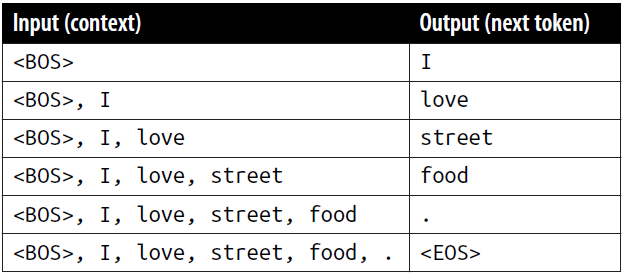 Input (context) Output (next token)
<BOS> I
<BOS>, I love
<BOS>, I, love street
<BOS>, I, love, street food
<BOS>, I, love, street, food .
<BOS>, I, love, street, food, . <EOS>